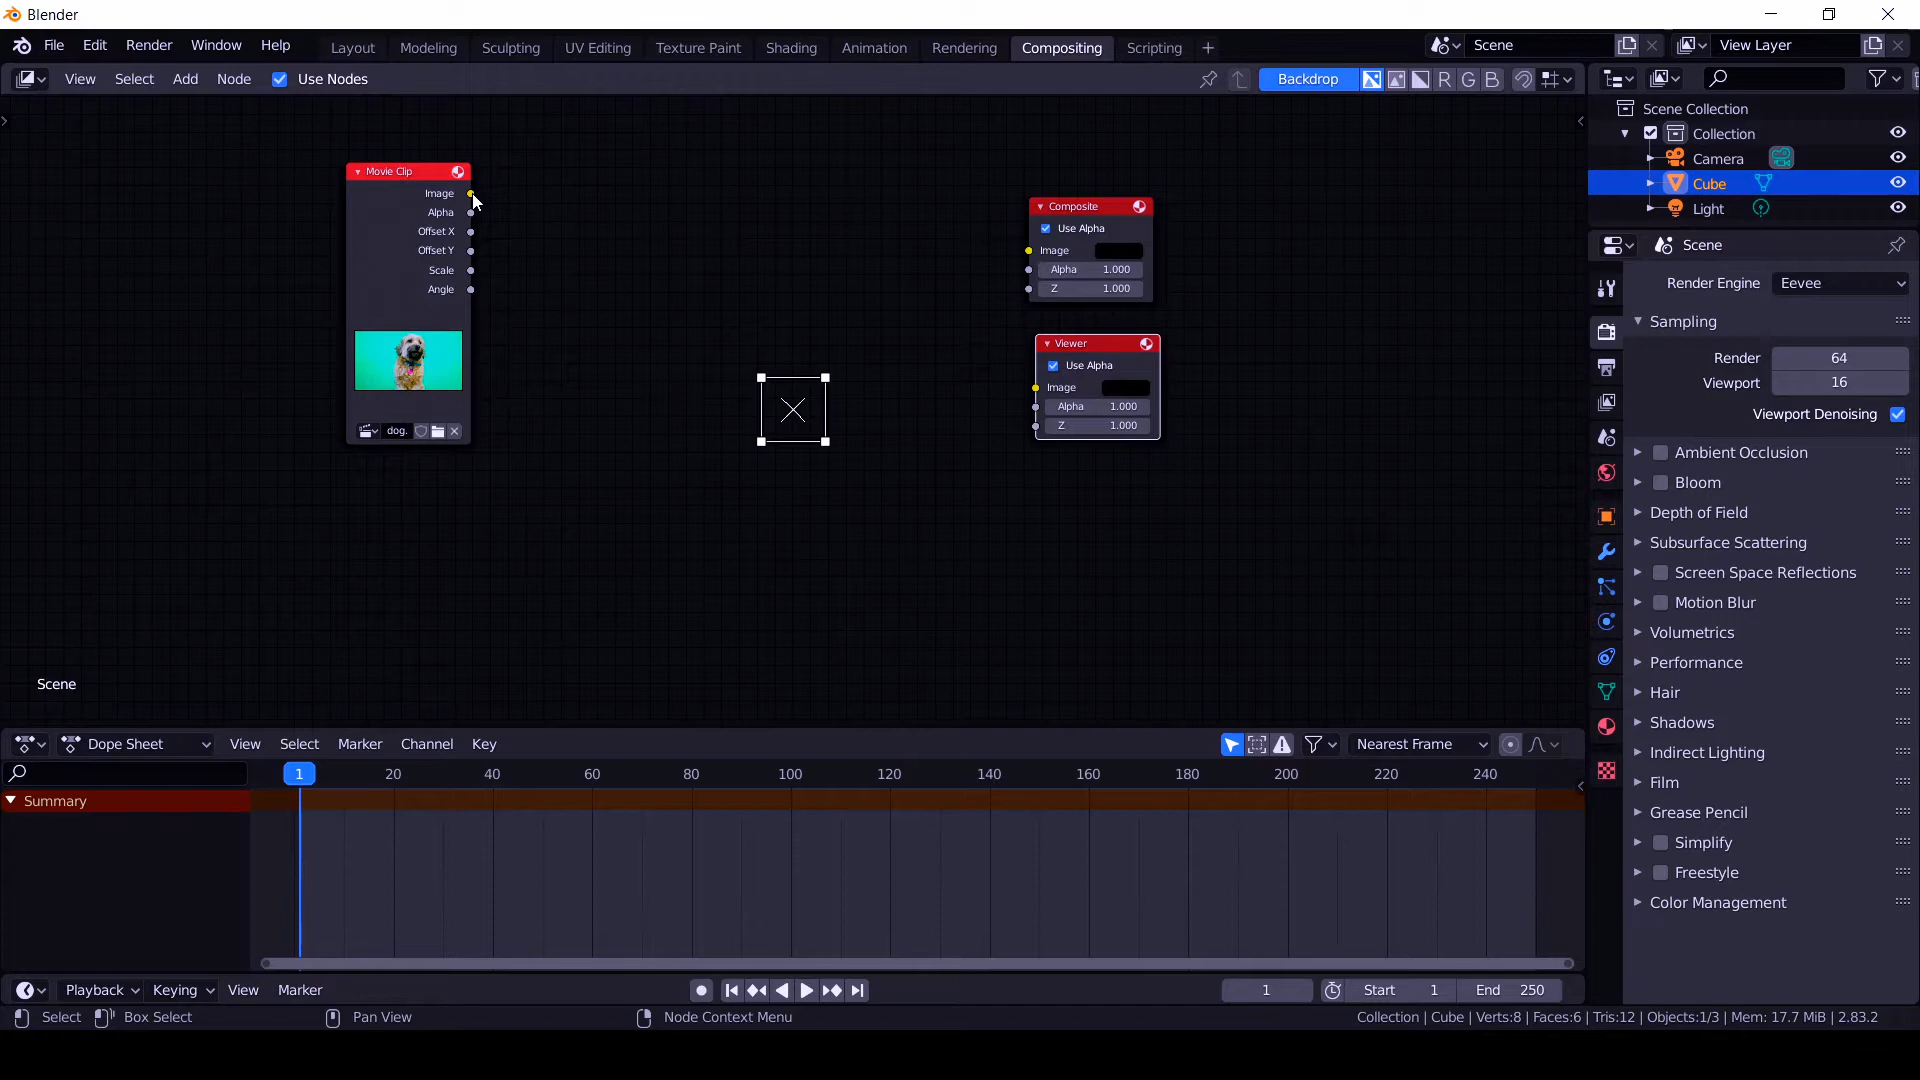 Blender
File Edit Render Window Help Layout Modeling Sculpting UV Editing Texture Paint Shading Animation Rendering Compositing Scripting + Scene View Layer
View Select Add Node Use Nodes Backdrop R G B
Scene Collection
Collection
Camera
Cube
Light
Movie Clip
Image
Alpha
Offset X
Offset Y
Scale
Angle
dog.
Composite
Use Alpha
Image
Alpha 1.000
Z 1.000
Viewer
Use Alpha
Image
Alpha 1.000
Z 1.000
Scene
Scene
Render Engine Eevee
Sampling
Render 64
Viewport 16
Viewport Denoising
Ambient Occlusion
Bloom
Depth of Field
Subsurface Scattering
Screen Space Reflections
Motion Blur
Volumetrics
Performance
Hair
Shadows
Indirect Lighting
Film
Grease Pencil
Simplify
Freestyle
Color Management
Dope Sheet View Select Marker Channel Key Nearest Frame
1 20 40 60 80 100 120 140 160 180 200 220 240
Summary
Playback Keying View Marker 1 Start 1 End 250
Select Box Select Pan View Node Context Menu Collection | Cube | Verts:8 | Faces:6 | Tris:12 | Objects:1/3 | Mem: 17.7 MiB | 2.83.2